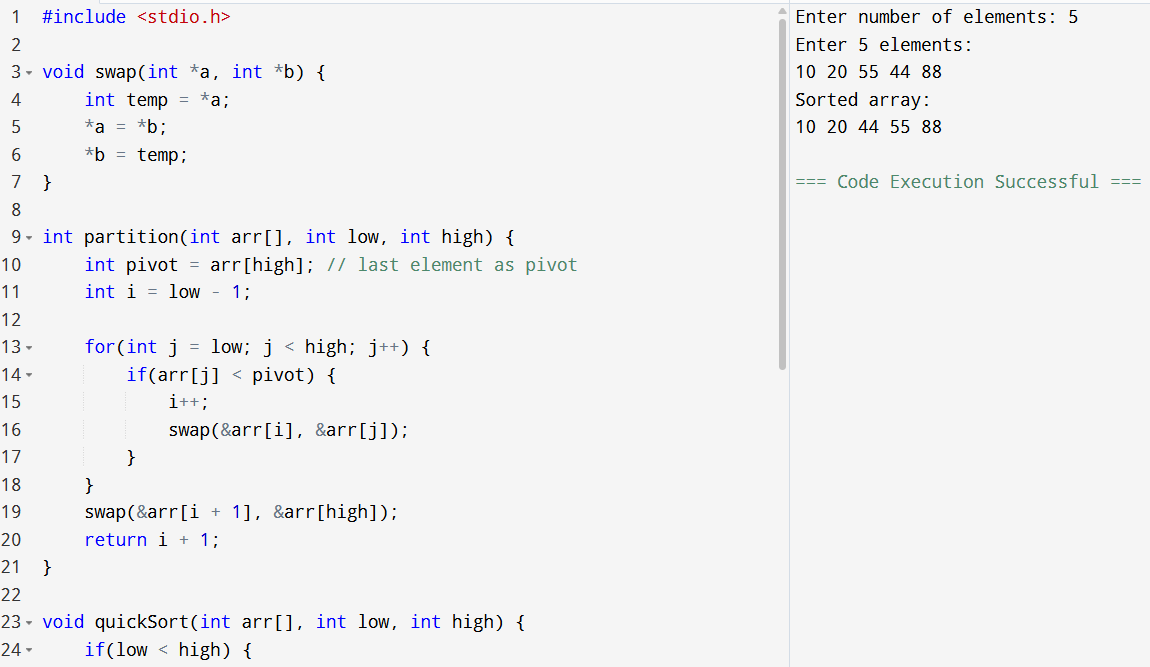 1 #include <stdio.h>
2
3 void swap(int *a, int *b) {
4     int temp = *a;
5     *a = *b;
6     *b = temp;
7 }
8
9 int partition(int arr[], int low, int high) {
10     int pivot = arr[high]; // last element as pivot
11     int i = low - 1;
12
13     for(int j = low; j < high; j++) {
14         if(arr[j] < pivot) {
15             i++;
16             swap(&arr[i], &arr[j]);
17         }
18     }
19     swap(&arr[i + 1], &arr[high]);
20     return i + 1;
21 }
22
23 void quickSort(int arr[], int low, int high) {
24     if(low < high) {
Enter number of elements: 5
Enter 5 elements:
10 20 55 44 88
Sorted array:
10 20 44 55 88
=== Code Execution Successful ===